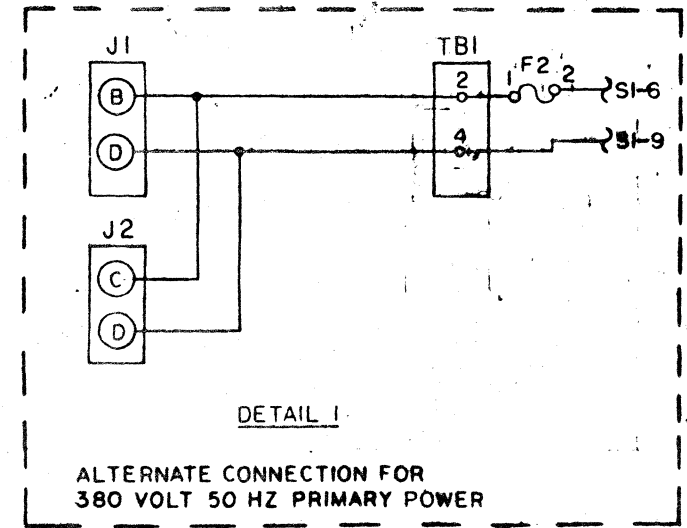 J1
TB1
F2
B
2
1
2
S1-6
D
4
S1-9
J2
C
D
DETAIL 1
ALTERNATE CONNECTION FOR
380 VOLT 50 HZ PRIMARY POWER